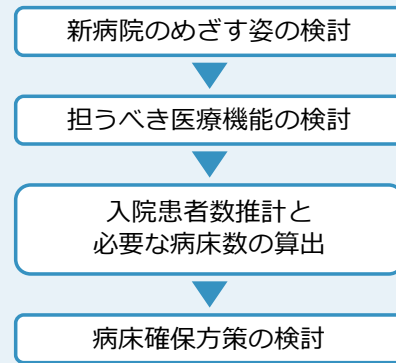 新病院のめざす姿の検討
担うべき医療機能の検討
入院患者数推計と
必要な病床数の算出
病床確保方策の検討